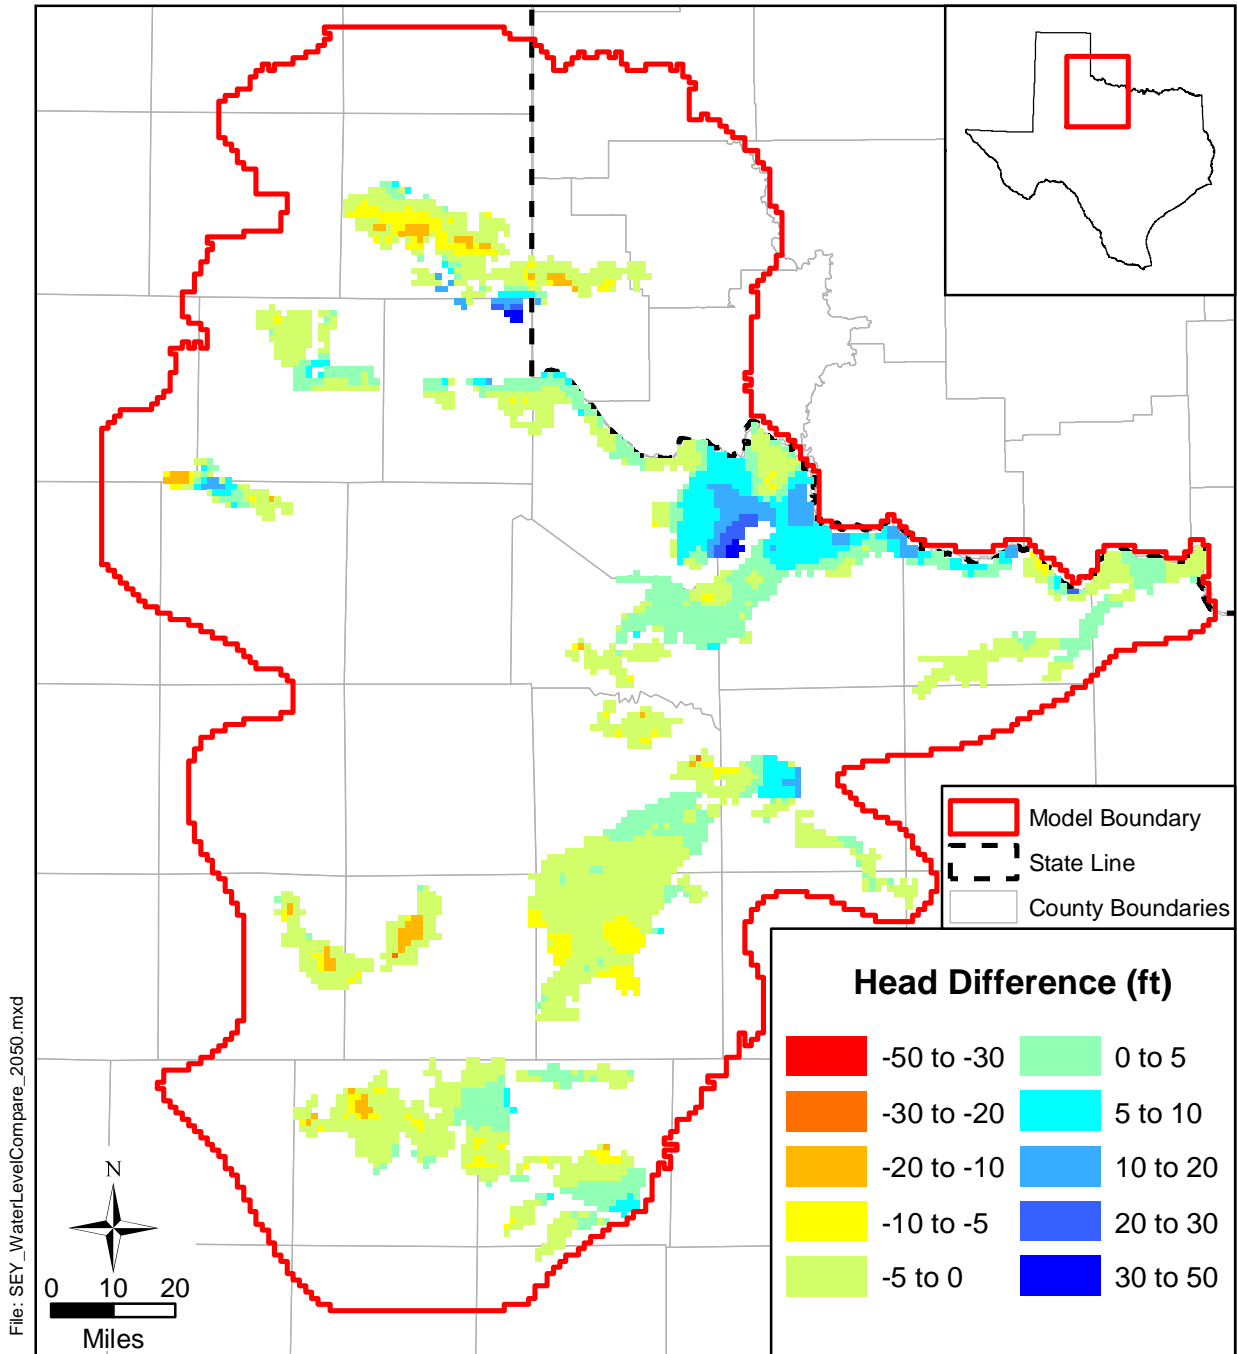 Model Boundary
State Line
County Boundaries
Head Difference (ft)
-50 to -30
0 to 5
-30 to -20
5 to 10
-20 to -10
10 to 20
-10 to -5
20 to 30
-5 to 0
30 to 50
N
0 10 20
Miles
File: SEY_WaterLevelCompare_2050.mxd